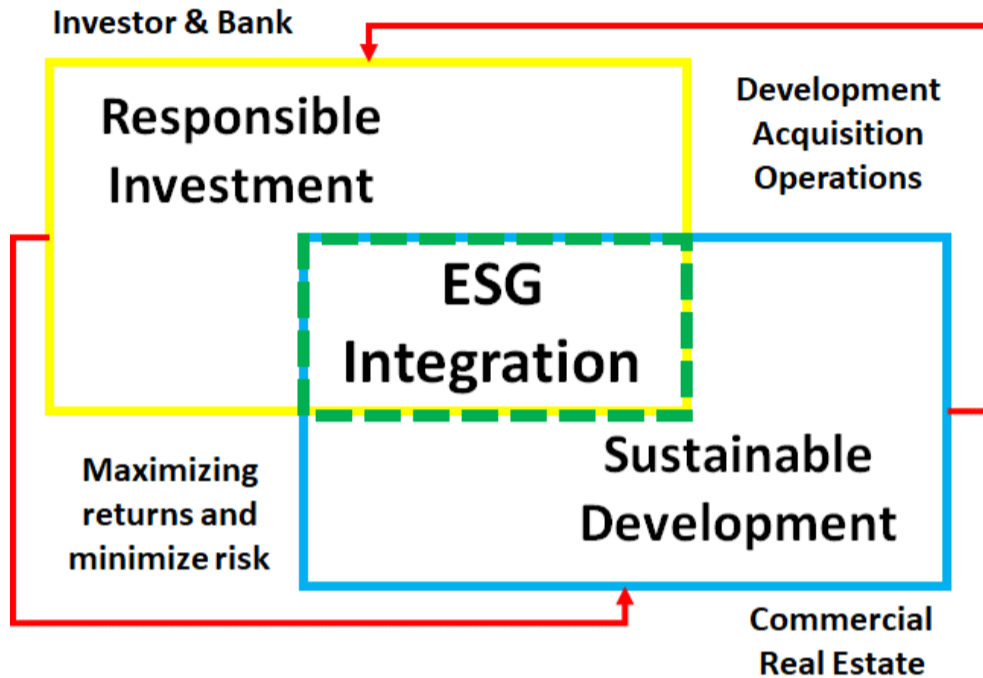 Investor & Bank
Responsible
Investment
Development
Acquisition
Operations
ESG
Integration
Maximizing
returns and
minimize risk
Sustainable
Development
Commercial
Real Estate